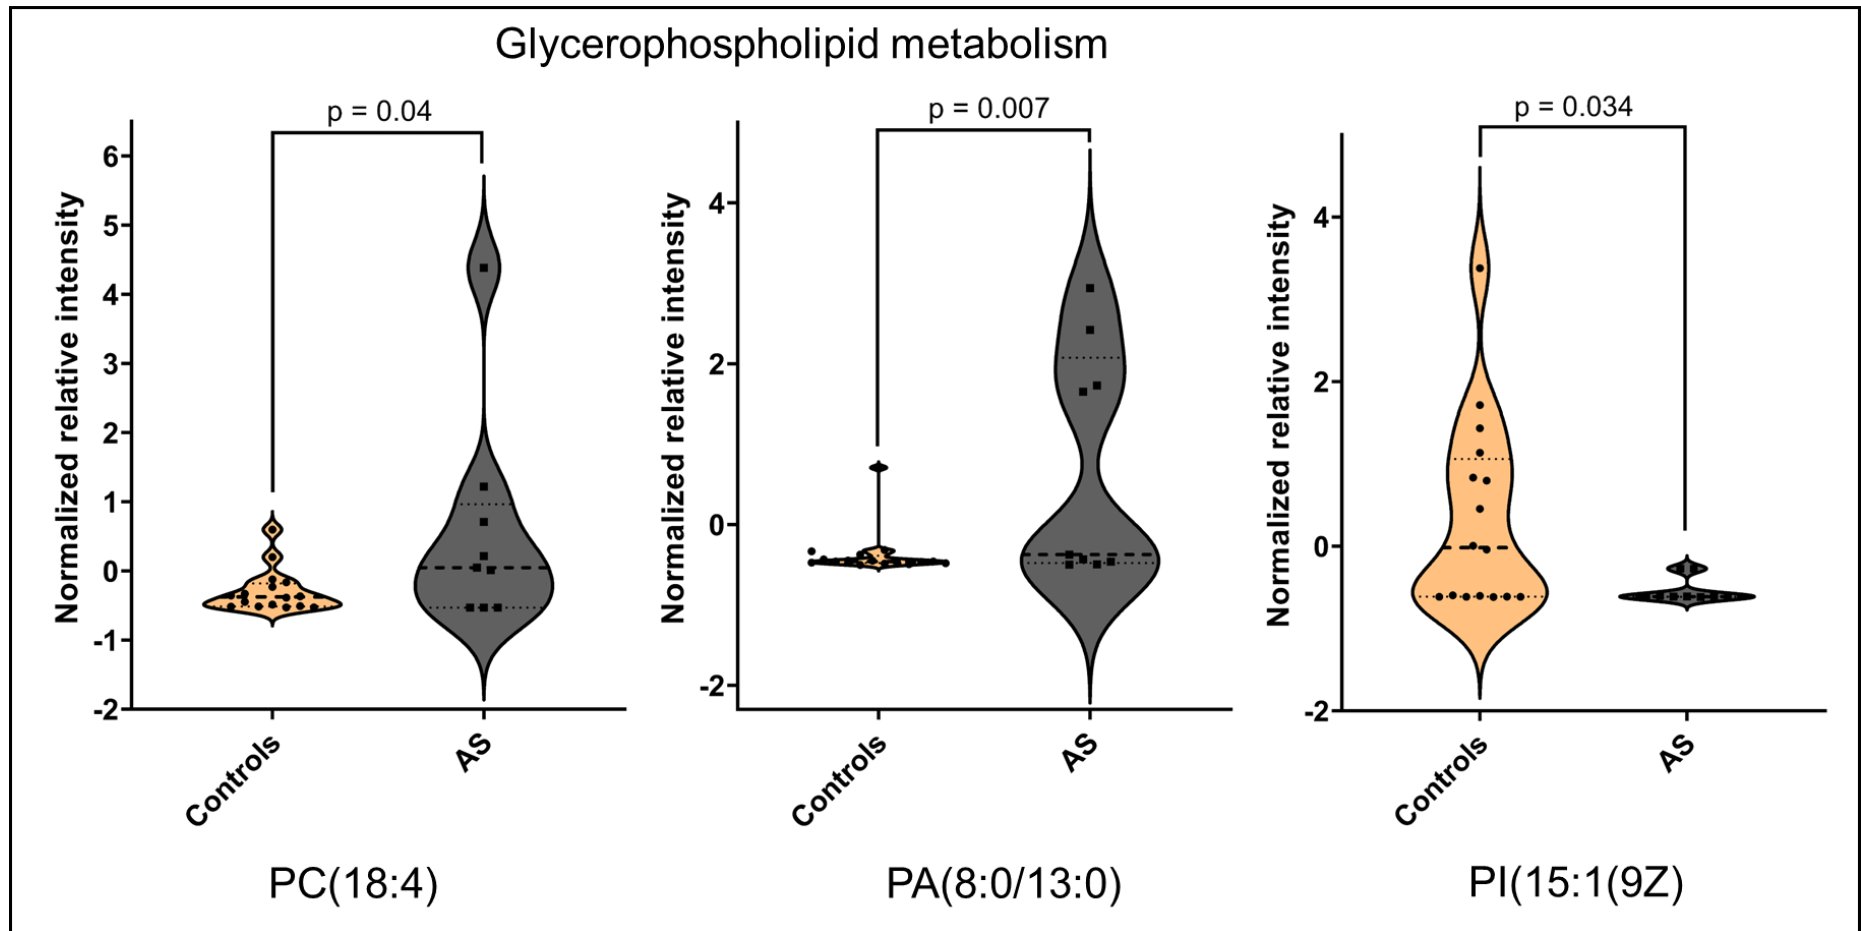 Glycerophospholipid metabolism
p = 0.04
Normalized relative intensity
6
5
4
3
2
1
0
-1
-2
Controls
AS
PC(18:4)
p = 0.007
Normalized relative intensity
4
2
0
-2
Controls
AS
PA(8:0/13:0)
p = 0.034
Normalized relative intensity
4
2
0
-2
Controls
AS
PI(15:1(9Z)